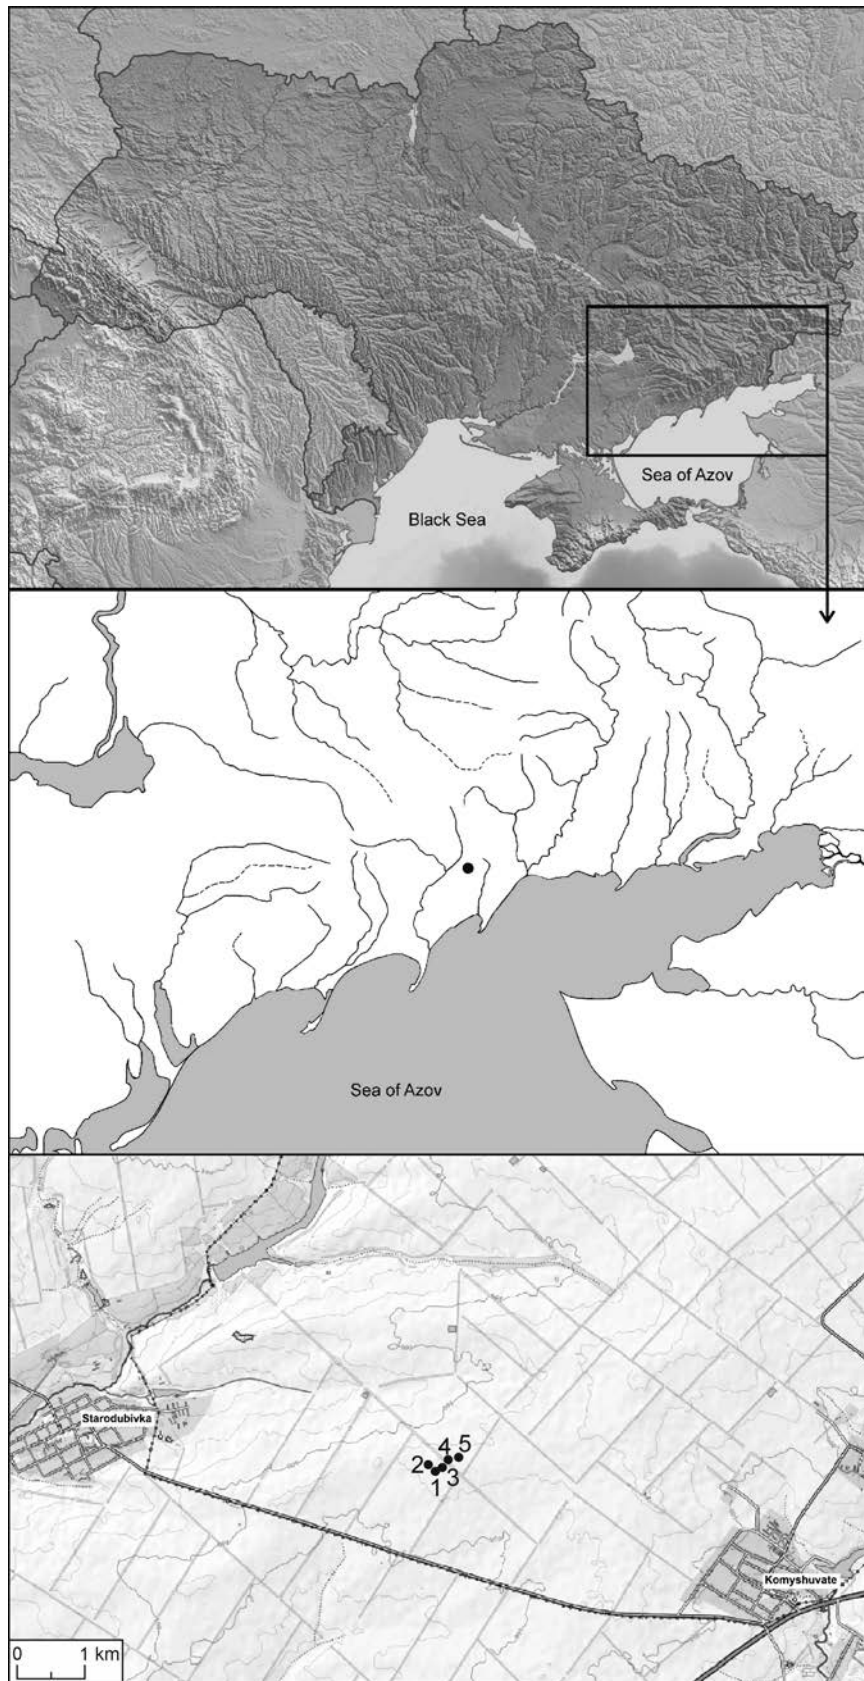 Sea of Azov
Black Sea
Sea of Azov
Starodubivka
4 5
2
1 3
Komyshuvate
0 1 km